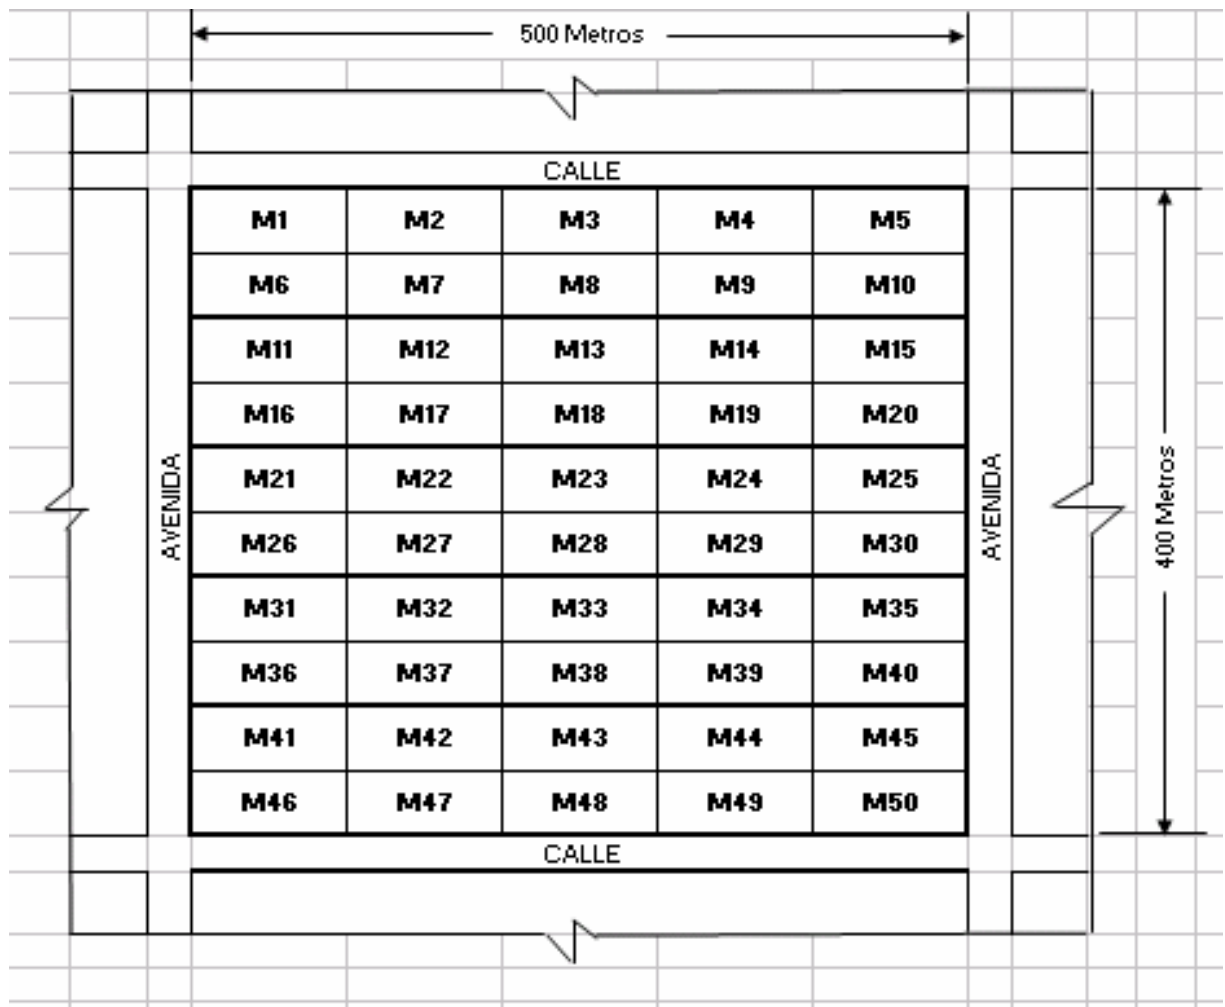 500 Metros
CALLE
M1 M2 M3 M4 M5
M6 M7 M8 M9 M10
M11 M12 M13 M14 M15
M16 M17 M18 M19 M20
M21 M22 M23 M24 M25
M26 M27 M28 M29 M30
M31 M32 M33 M34 M35
M36 M37 M38 M39 M40
M41 M42 M43 M44 M45
M46 M47 M48 M49 M50
AVENIDA
AVENIDA
400 Metros
CALLE